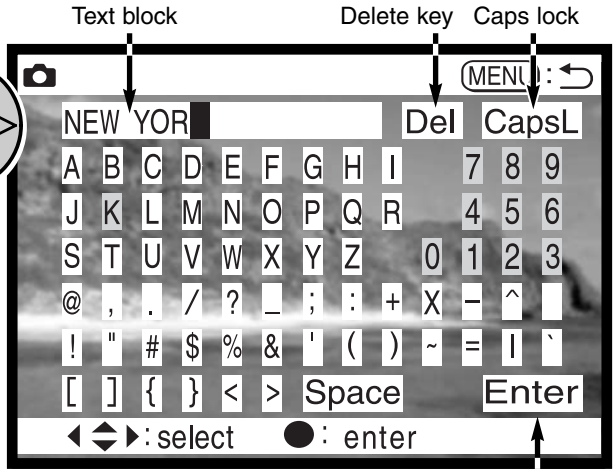 Text block Delete key Caps lock
MENU :
NEW YOR Del CapsL
A B C D E F G H I 7 8 9
J K L M N O P Q R 4 5 6
S T U V W X Y Z 0 1 2 3
@ , . / ? _ ; : + X - ^
! " # $ % & ' ( ) ~ = | `
[ ] { } < > Space Enter
: select : enter